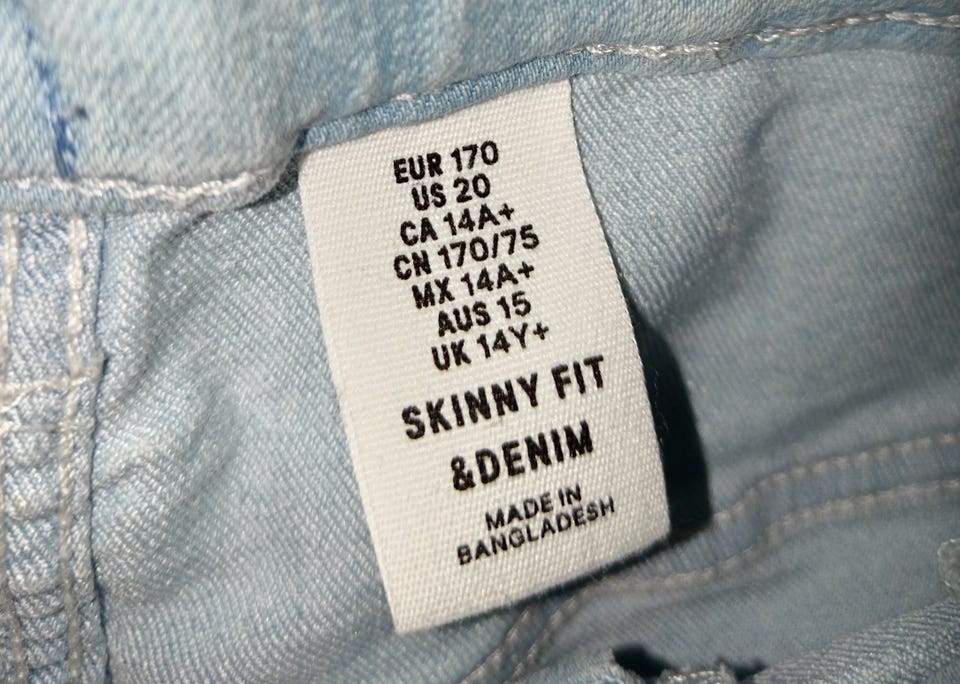 EUR 170
US 20
CA 14A+
CN 170/75
MX 14A+
AUS 15
UK 14Y+
SKINNY FIT
&DENIM
MADE IN
BANGLADESH